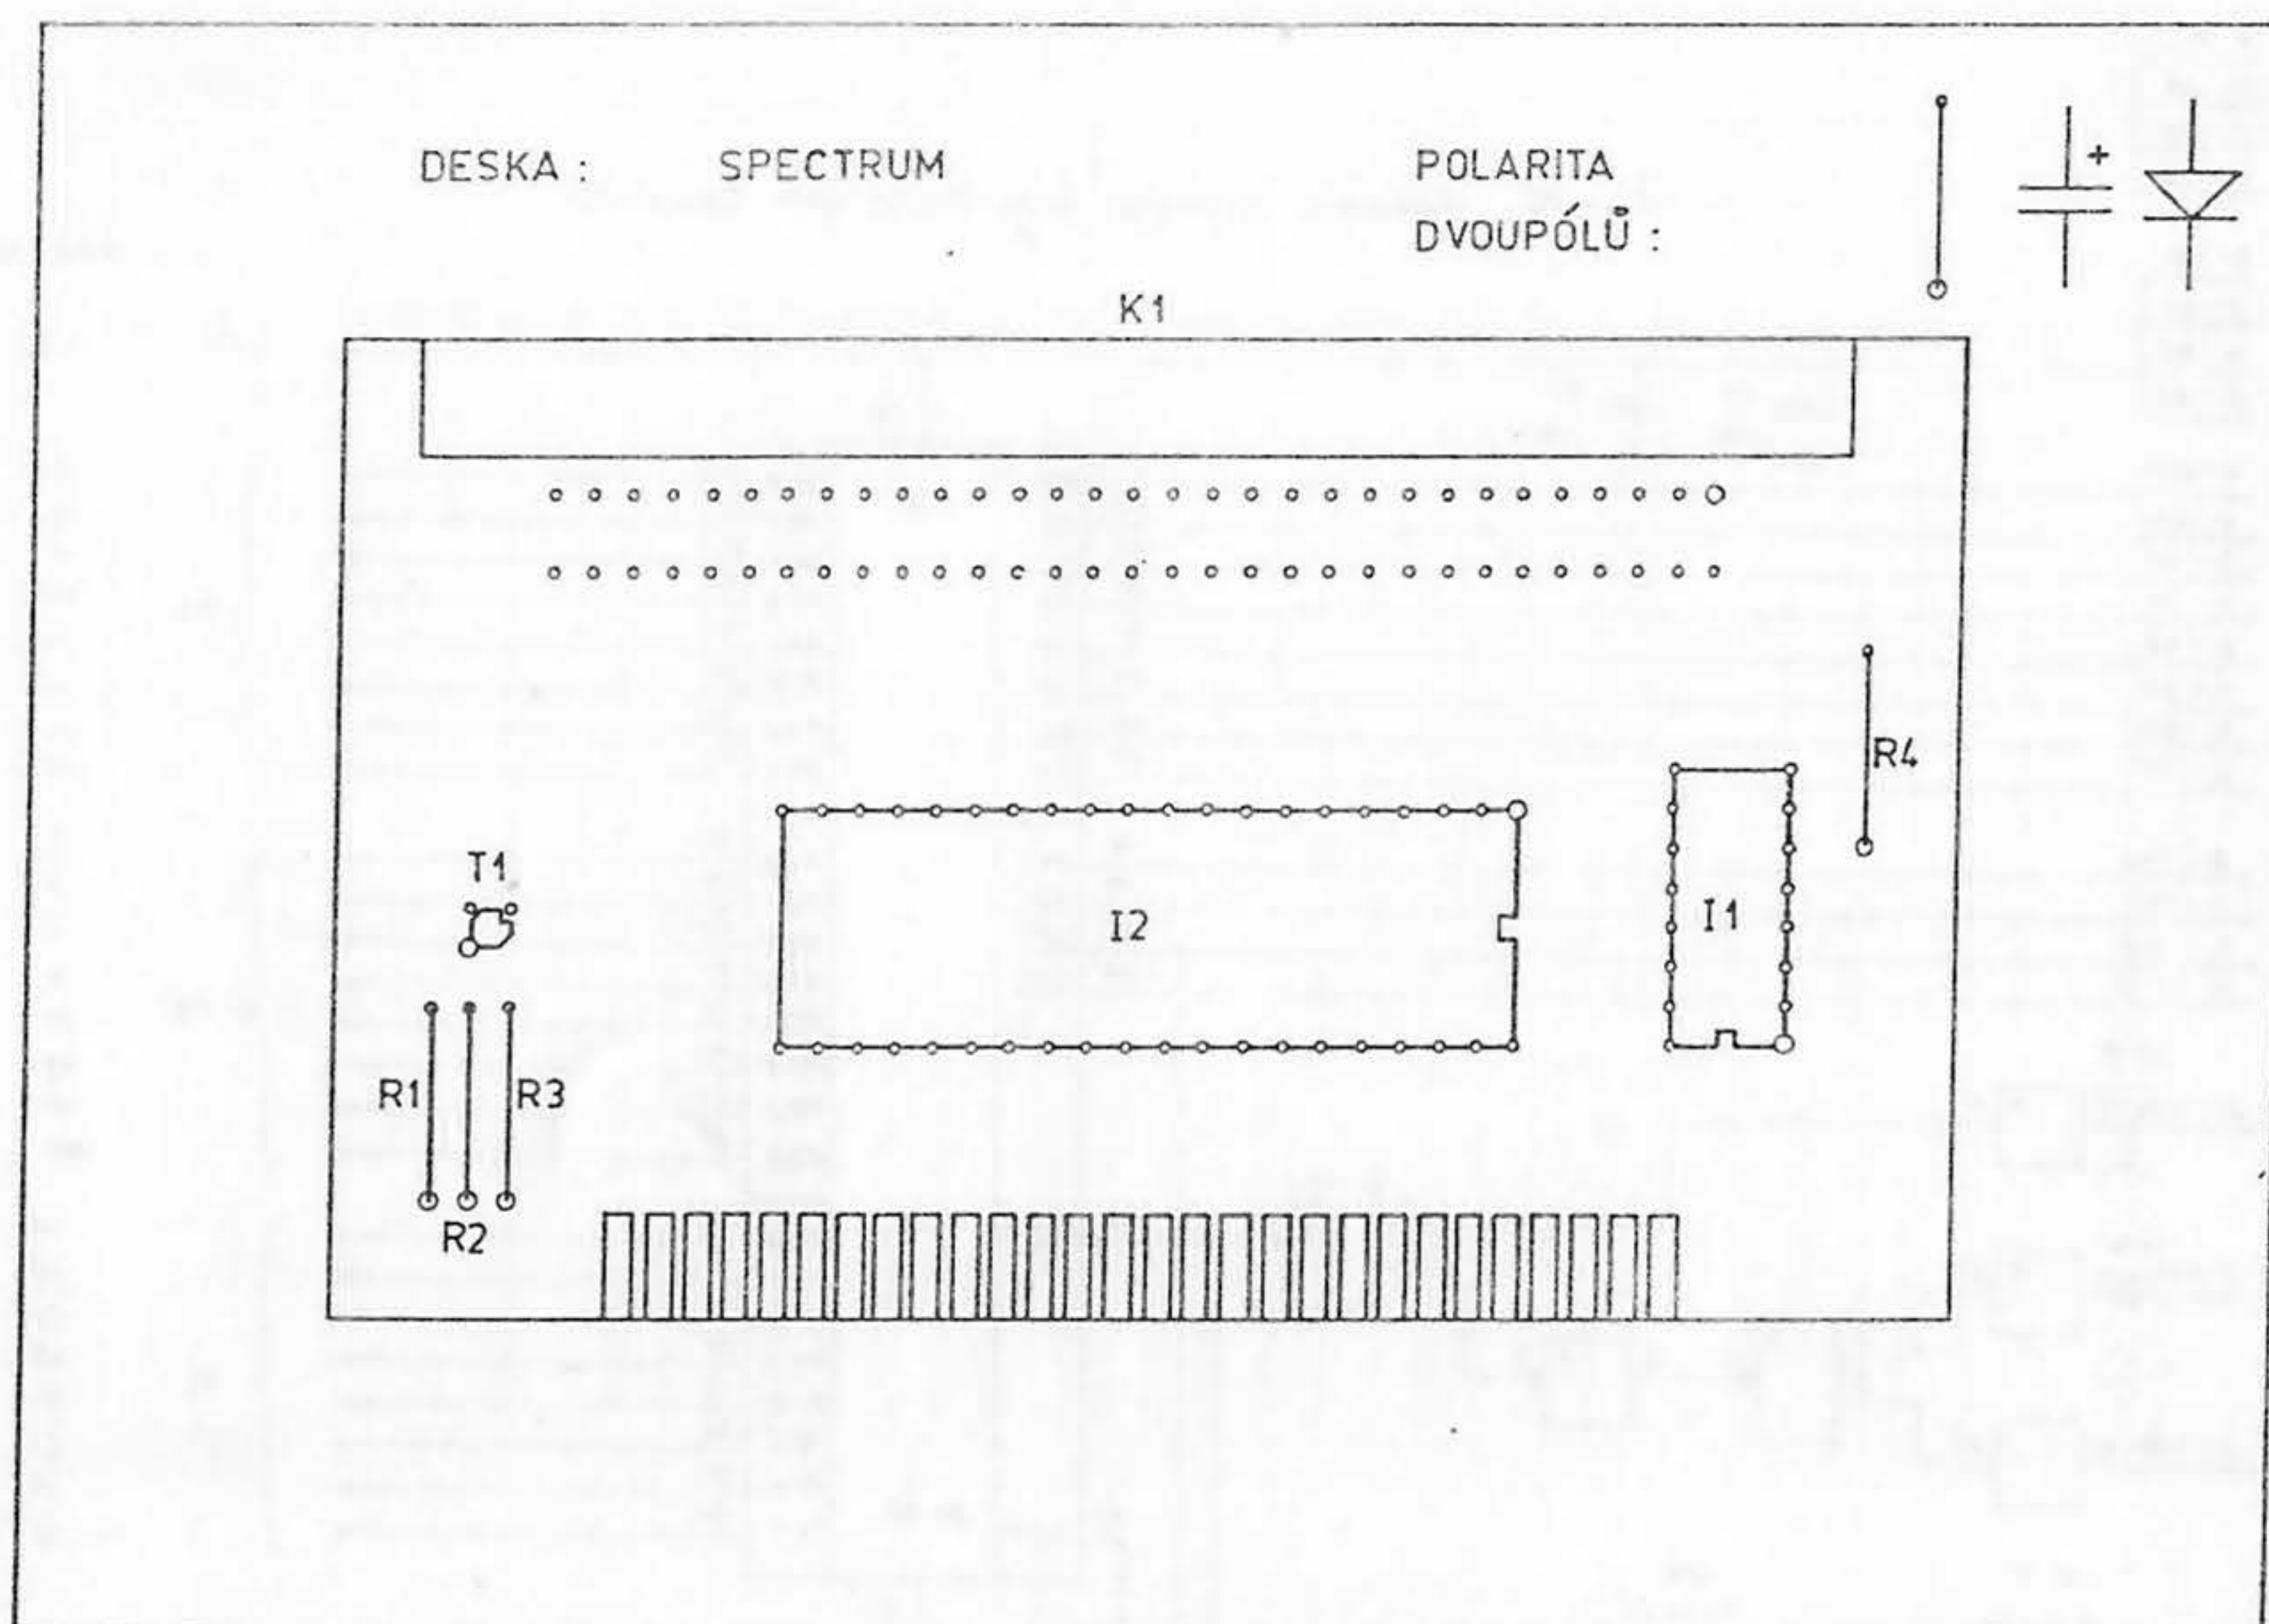 DESKA : SPECTRUM
POLARITA
DVOUPÓLŮ :
+
K1
R4
T1
I2
I1
R1
R3
R2